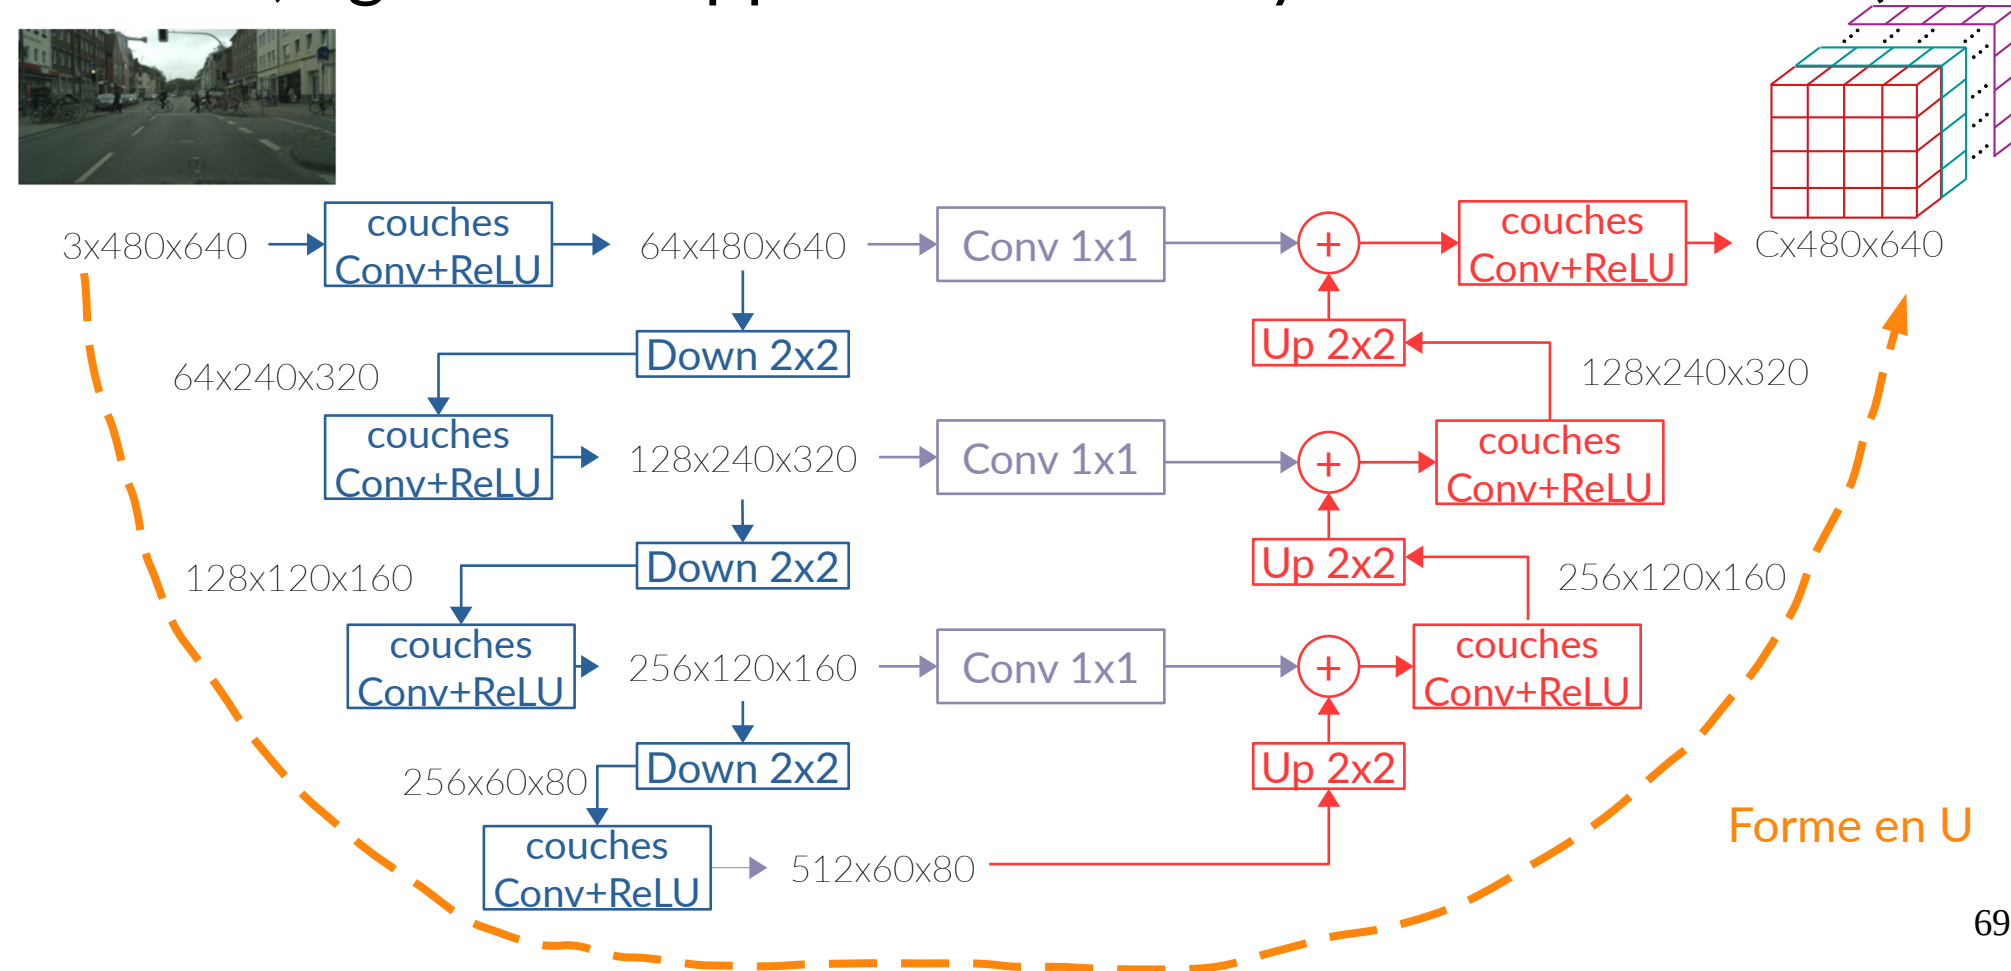 3x480x640
couches
Conv+ReLU
64x480x640
Conv 1x1
+
couches
Conv+ReLU
Cx480x640
Down 2x2
Up 2x2
64x240x320
128x240x320
couches
Conv+ReLU
128x240x320
Conv 1x1
+
couches
Conv+ReLU
Down 2x2
Up 2x2
128x120x160
256x120x160
couches
Conv+ReLU
256x120x160
Conv 1x1
+
couches
Conv+ReLU
Down 2x2
Up 2x2
256x60x80
Forme en U
couches
Conv+ReLU
512x60x80
69